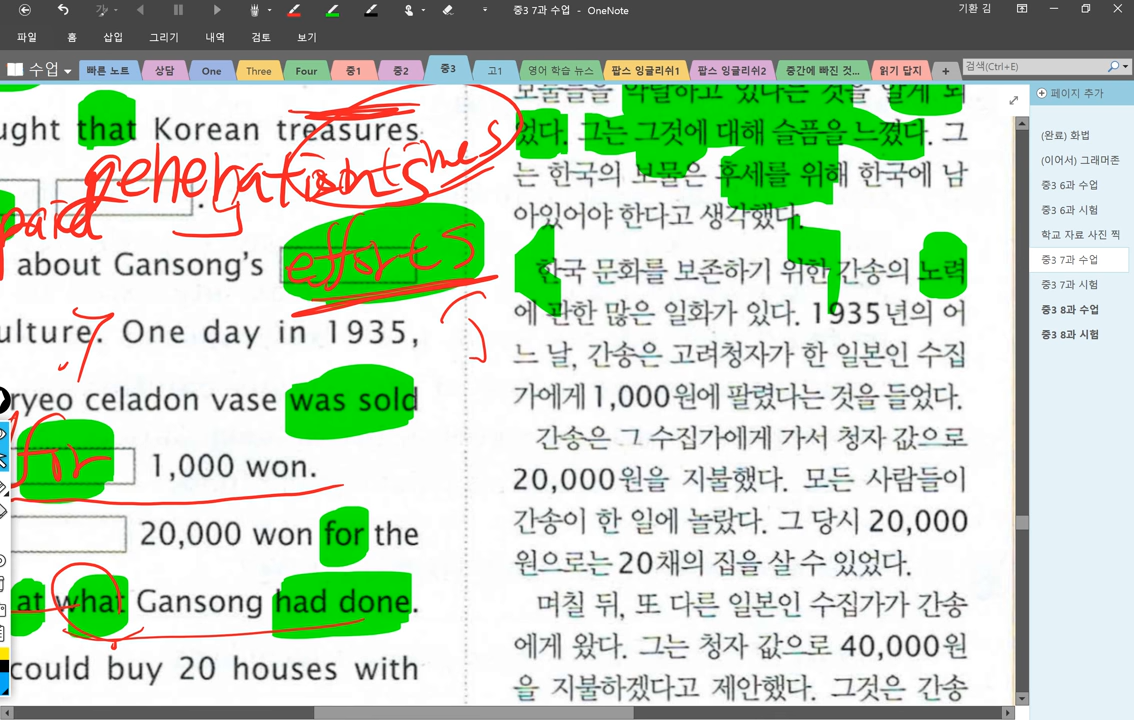 중3 7과 수업 - OneNote
기환 김
파일 홈 삽입 그리기 내역 검토 보기
수업
빠른 노트 상담 One Three Four 중1 중2 중3 고1 영어 학습 뉴스 팝스 잉글리쉬1 팝스 잉글리쉬2 중간에 빠진 것... 읽기 답지
검색(Ctrl+E)
ught that Korean treasures
generations
paid
about Gansong's efforts
ulture. One day in 1935,
ryeo celadon vase was sold
for 1,000 won.
20,000 won for the
at what Gansong had done.
could buy 20 houses with
보물들을 약탈하고 있다는 것을 알게 되
었다. 그는 그것에 대해 슬픔을 느꼈다. 그
는 한국의 보물은 후세를 위해 한국에 남
아있어야 한다고 생각했다.
한국 문화를 보존하기 위한 간송의 노력
에 관한 많은 일화가 있다. 1935년의 어
느 날, 간송은 고려청자가 한 일본인 수집
가에게 1,000원에 팔렸다는 것을 들었다.
간송은 그 수집가에게 가서 청자 값으로
20,000원을 지불했다. 모든 사람들이
간송이 한 일에 놀랐다. 그 당시 20,000
원으로는 20채의 집을 살 수 있었다.
며칠 뒤, 또 다른 일본인 수집가가 간송
에게 왔다. 그는 청자 값으로 40,000원
을 지불하겠다고 제안했다. 그것은 간송
페이지 추가
(완료) 화법
(이어서) 그래머존
중3 6과 수업
중3 6과 시험
학교 자료 사진 찍
중3 7과 수업
중3 7과 시험
중3 8과 수업
중3 8과 시험